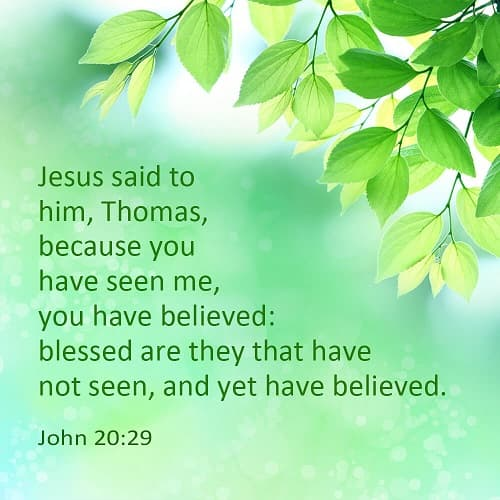 Jesus said to
him, Thomas,
because you
have seen me,
you have believed:
blessed are they that have
not seen, and yet have believed.
John 20:29